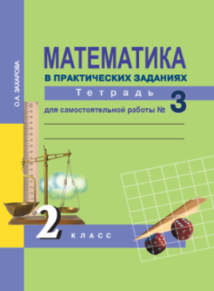 О.А. ЗАХАРОВА
МАТЕМАТИКА
В ПРАКТИЧЕСКИХ ЗАДАНИЯХ
Тетрадь
для самостоятельной работы № 3
2 КЛАСС